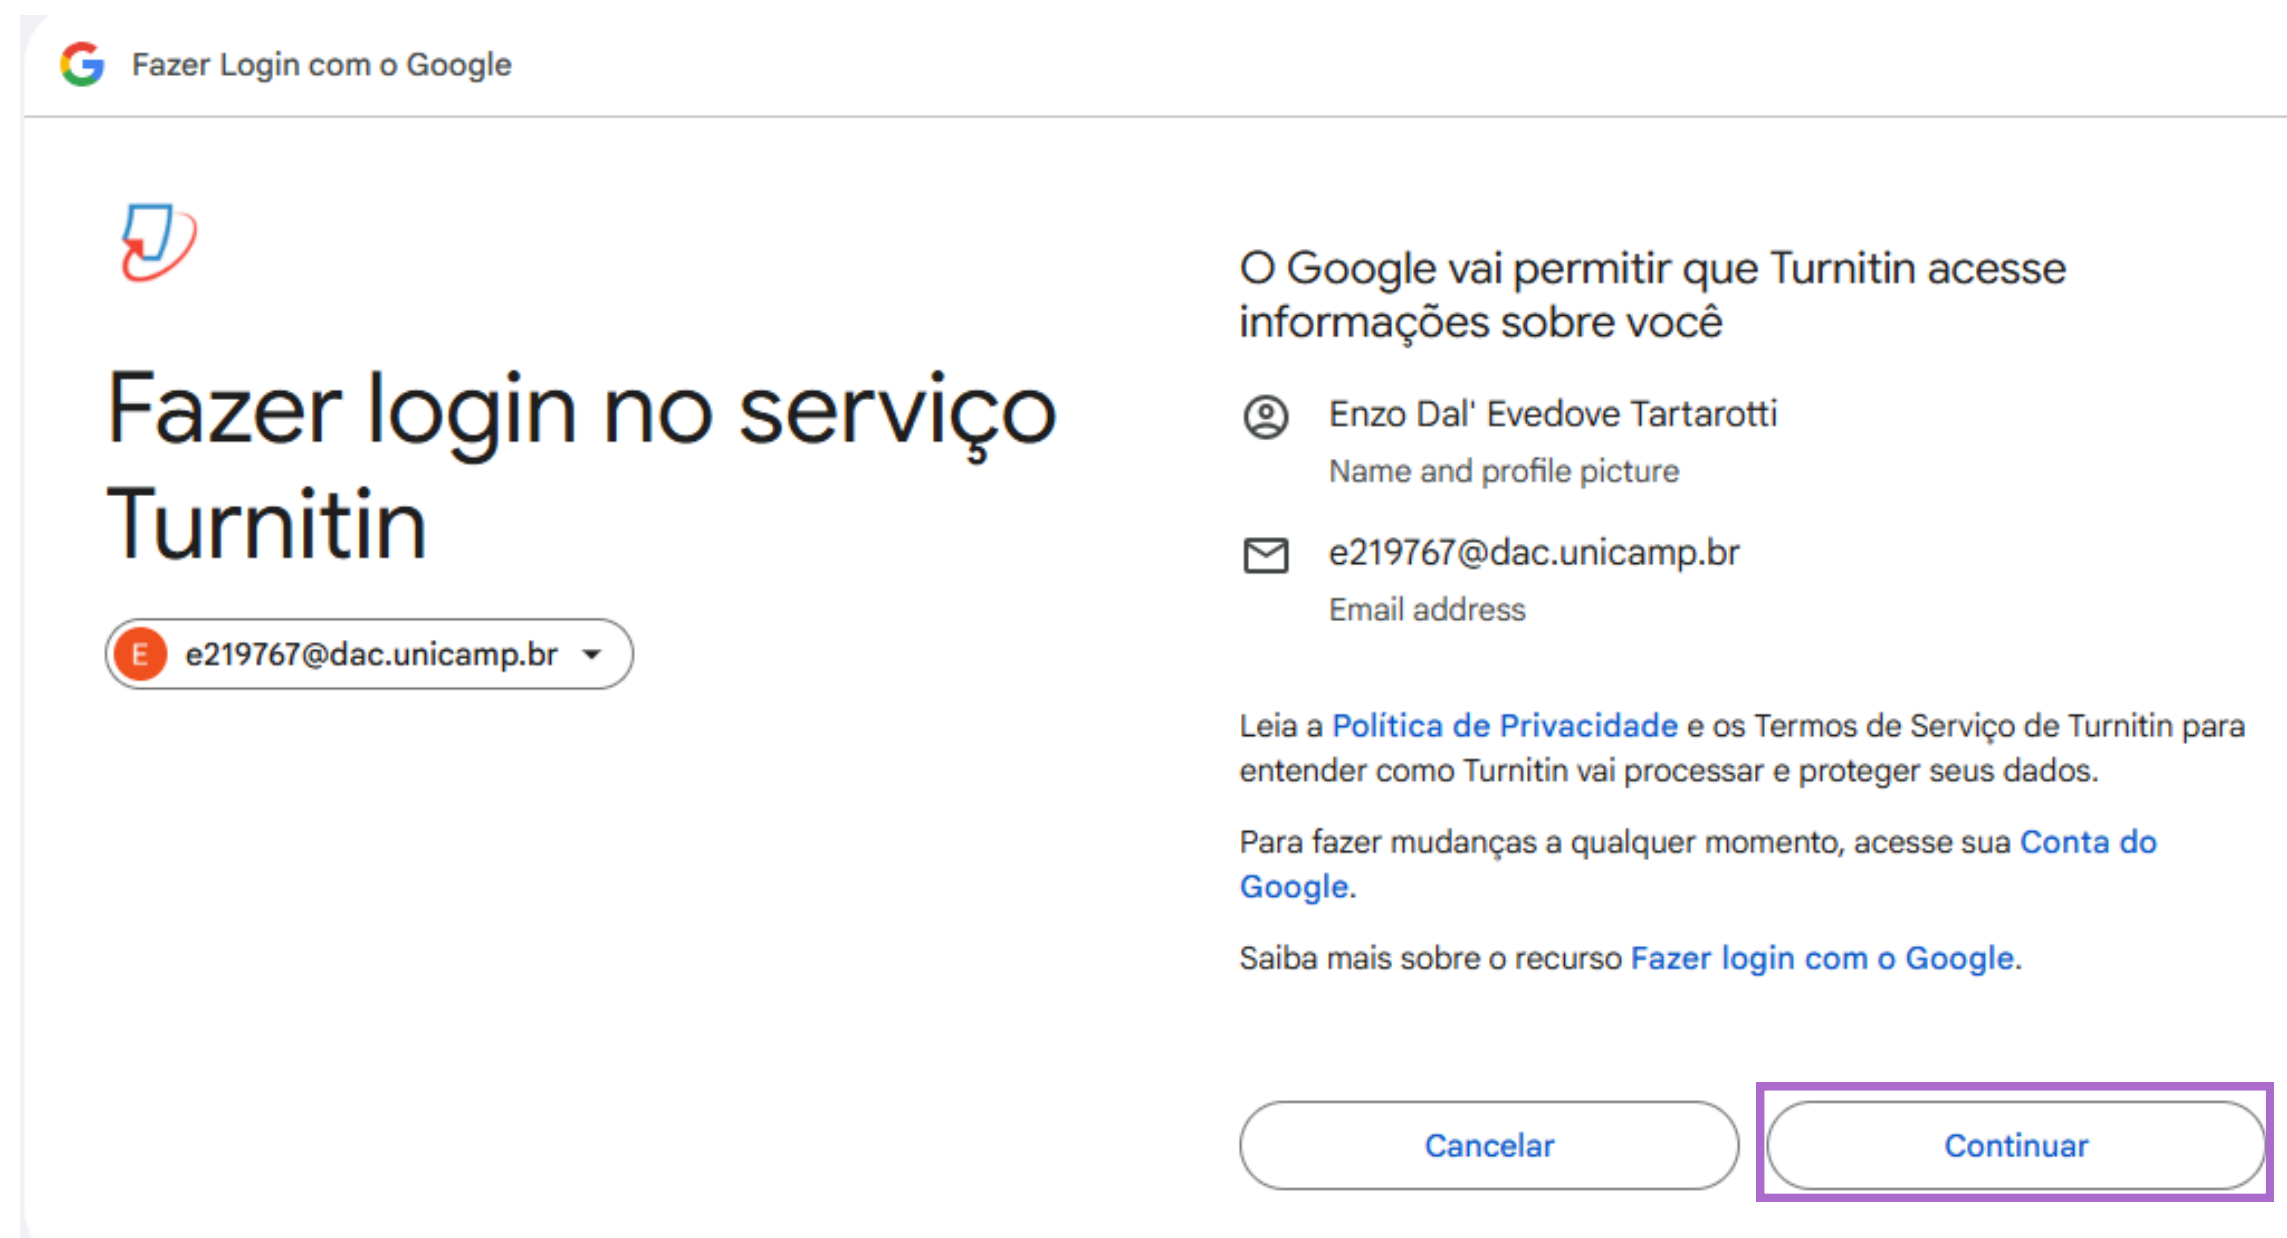 Fazer Login com o Google
Fazer login no serviço
Turnitin
E e219767@dac.unicamp.br
O Google vai permitir que Turnitin acesse
informações sobre você
Enzo Dal' Evedove Tartarotti
Name and profile picture
e219767@dac.unicamp.br
Email address
Leia a Política de Privacidade e os Termos de Serviço de Turnitin para
entender como Turnitin vai processar e proteger seus dados.
Para fazer mudanças a qualquer momento, acesse sua Conta do
Google.
Saiba mais sobre o recurso Fazer login com o Google.
Cancelar
Continuar